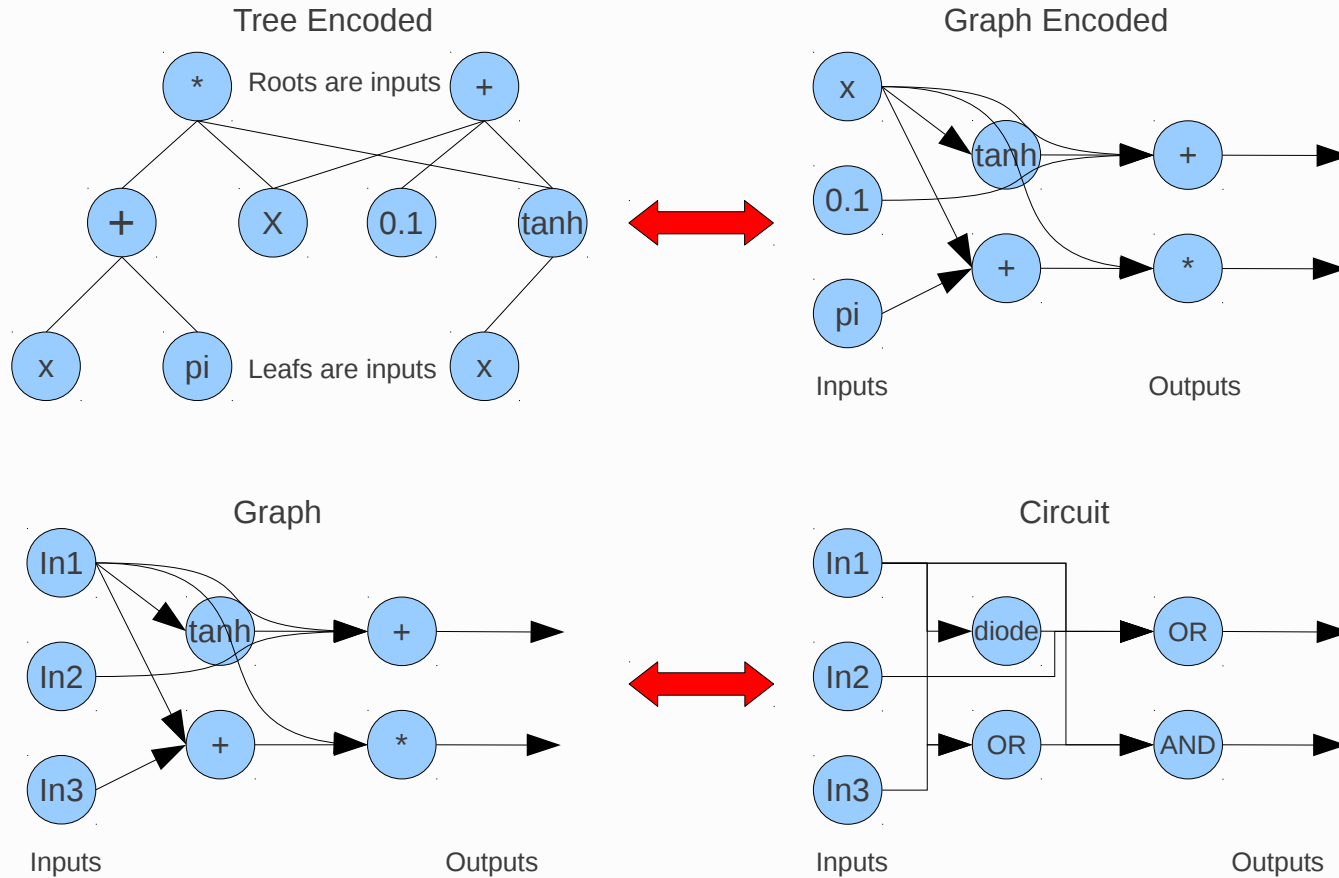 Tree Encoded
*
Roots are inputs
+
+
X
0.1
tanh
x
pi
Leafs are inputs
x
Graph Encoded
x
tanh
+
0.1
+
*
pi
Inputs
Outputs
Graph
In1
tanh
+
In2
+
*
In3
Inputs
Outputs
Circuit
In1
diode
OR
In2
OR
AND
In3
Inputs
Outputs